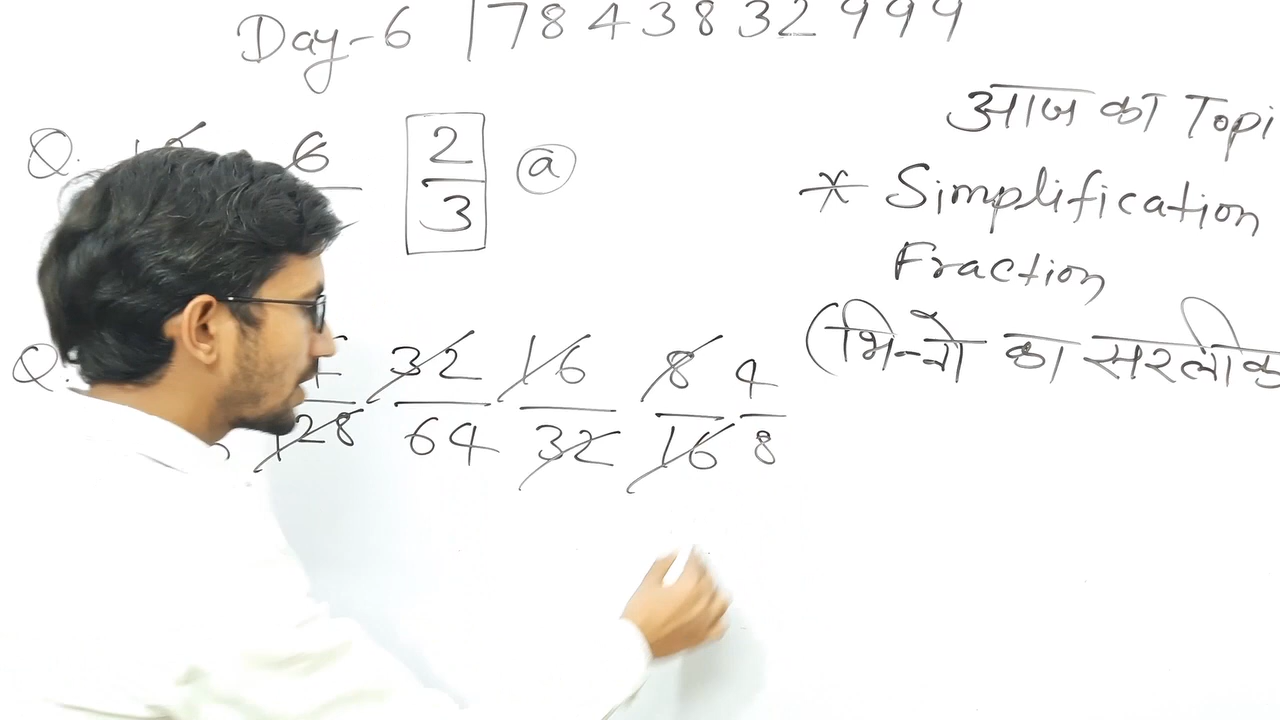 Day-6 | 7843832999
आज का Topi
Q. 6 2 a
3
* Simplification
Fraction
(भिन्नो का सरलीक
Q. 32 16 8 4
128 64 32 16 8